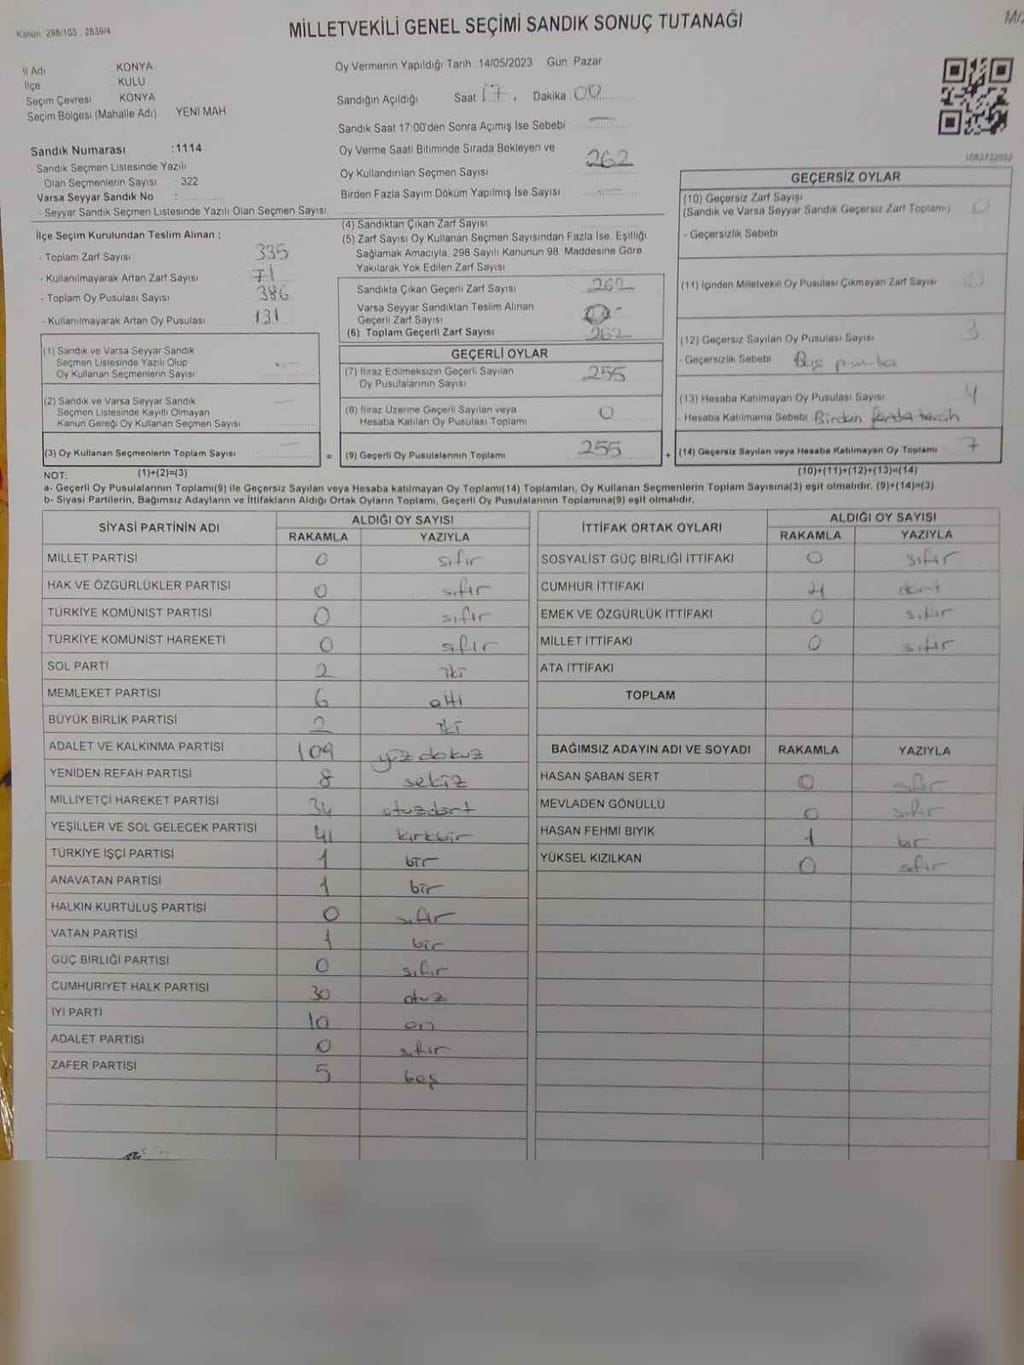 Kanun: 298/105 , 2839/4
MİLLETVEKİLİ GENEL SEÇİMİ SANDIK SONUÇ TUTANAĞI
İl Adı KONYA
İlçe KULU
Seçim Çevresi KONYA
Seçim Bölgesi (Mahalle Adı) YENİ MAH
Sandık Numarası :1114
- Sandık Seçmen Listesinde Yazılı
Olan Seçmenlerin Sayısı 322
Varsa Seyyar Sandık No :
- Seyyar Sandık Seçmen Listesinde Yazılı Olan Seçmen Sayısı:
İlçe Seçim Kurulundan Teslim Alınan ;
- Toplam Zarf Sayısı 335
- Kullanılmayarak Artan Zarf Sayısı 71
- Toplam Oy Pusulası Sayısı 386
- Kullanılmayarak Artan Oy Pusulası 131
(1) Sandık ve Varsa Seyyar Sandık
Seçmen Listesinde Yazılı Olup
Oy Kullanan Seçmenlerin Sayısı
(2) Sandık ve Varsa Seyyar Sandık
Seçmen Listesinde Kayıtlı Olmayan
Kanun Gereği Oy Kullanan Seçmen Sayısı
(3) Oy Kullanan Seçmenlerin Toplam Sayısı
Oy Vermenin Yapıldığı Tarih 14/05/2023 Gün Pazar
Sandığın Açıldığı Saat 17 , Dakika 00
Sandık Saat 17:00'den Sonra Açılmış İse Sebebi —
Oy Verme Saati Bitiminde Sırada Bekleyen ve
Oy Kullandırılan Seçmen Sayısı 262
Birden Fazla Sayım Döküm Yapılmış İse Sayısı
(4) Sandıktan Çıkan Zarf Sayısı
(5) Zarf Sayısı Oy Kullanan Seçmen Sayısından Fazla İse, Eşitliği
Sağlamak Amacıyla, 298 Sayılı Kanunun 98. Maddesine Göre
Yakılarak Yok Edilen Zarf Sayısı
Sandıkta Çıkan Geçerli Zarf Sayısı 262
Varsa Seyyar Sandıktan Teslim Alınan
Geçerli Zarf Sayısı 0
(6) Toplam Geçerli Zarf Sayısı 262
GEÇERLİ OYLAR
(7) İtiraz Edilmeksizin Geçerli Sayılan
Oy Pusulalarının Sayısı 255
(8) İtiraz Üzerine Geçerli Sayılan veya
Hesaba Katılan Oy Pusulası Toplamı 0
= (9) Geçerli Oy Pusulalarının Toplamı 255
1083732002
GEÇERSİZ OYLAR
(10) Geçersiz Zarf Sayısı
(Sandık ve Varsa Seyyar Sandık Geçersiz Zarf Toplamı) 0
- Geçersizlik Sebebi
(11) İçinden Milletvekili Oy Pusulası Çıkmayan Zarf Sayısı 0
(12) Geçersiz Sayılan Oy Pusulası Sayısı 3
- Geçersizlik Sebebi Boş
(13) Hesaba Katılmayan Oy Pusulası Sayısı 4
- Hesaba Katılmama Sebebi Birden fazla tercih
+ (14) Geçersiz Sayılan veya Hesaba Katılmayan Oy Toplamı 7
NOT: (1)+(2)=(3) (10)+(11)+(12)+(13)=(14)
a- Geçerli Oy Pusulalarının Toplamı(9) ile Geçersiz Sayılan veya Hesaba katılmayan Oy Toplamı(14) Toplamları, Oy Kullanan Seçmenlerin Toplam Sayısına(3) eşit olmalıdır. (9)+(14)=(3)
b- Siyasi Partilerin, Bağımsız Adayların ve İttifakların Aldığı Ortak Oyların Toplamı, Geçerli Oy Pusulalarının Toplamına(9) eşit olmalıdır.
SİYASİ PARTİNİN ADI ALDIĞI OY SAYISI
RAKAMLA YAZIYLA
MİLLET PARTİSİ 0 sıfır
HAK VE ÖZGÜRLÜKLER PARTİSİ 0 sıfır
TÜRKİYE KOMÜNİST PARTİSİ 0 sıfır
TÜRKİYE KOMÜNİST HAREKETİ 0 sıfır
SOL PARTİ 2 iki
MEMLEKET PARTİSİ 6 altı
BÜYÜK BİRLİK PARTİSİ 2 iki
ADALET VE KALKINMA PARTİSİ 109 yüzdokuz
YENİDEN REFAH PARTİSİ 8 sekiz
MİLLİYETÇİ HAREKET PARTİSİ 34 otuzdört
YEŞİLLER VE SOL GELECEK PARTİSİ 41 kırkbir
TÜRKİYE İŞÇİ PARTİSİ 1 bir
ANAVATAN PARTİSİ 1 bir
HALKIN KURTULUŞ PARTİSİ 0 sıfır
VATAN PARTİSİ 1 bir
GÜÇ BİRLİĞİ PARTİSİ 0 sıfır
CUMHURİYET HALK PARTİSİ 30 otuz
İYİ PARTİ 10 on
ADALET PARTİSİ 0 sıfır
ZAFER PARTİSİ 5 beş
İTTİFAK ORTAK OYLARI ALDIĞI OY SAYISI
RAKAMLA YAZIYLA
SOSYALİST GÜÇ BİRLİĞİ İTTİFAKI 0 sıfır
CUMHUR İTTİFAKI 4 dört
EMEK VE ÖZGÜRLÜK İTTİFAKI 0 sıfır
MİLLET İTTİFAKI 0 sıfır
ATA İTTİFAKI
TOPLAM
BAĞIMSIZ ADAYIN ADI VE SOYADI RAKAMLA YAZIYLA
HASAN ŞABAN SERT 0 sıfır
MEVLADEN GÖNÜLLÜ 0 sıfır
HASAN FEHMİ BIYIK 1 bir
YÜKSEL KIZILKAN 0 sıfır